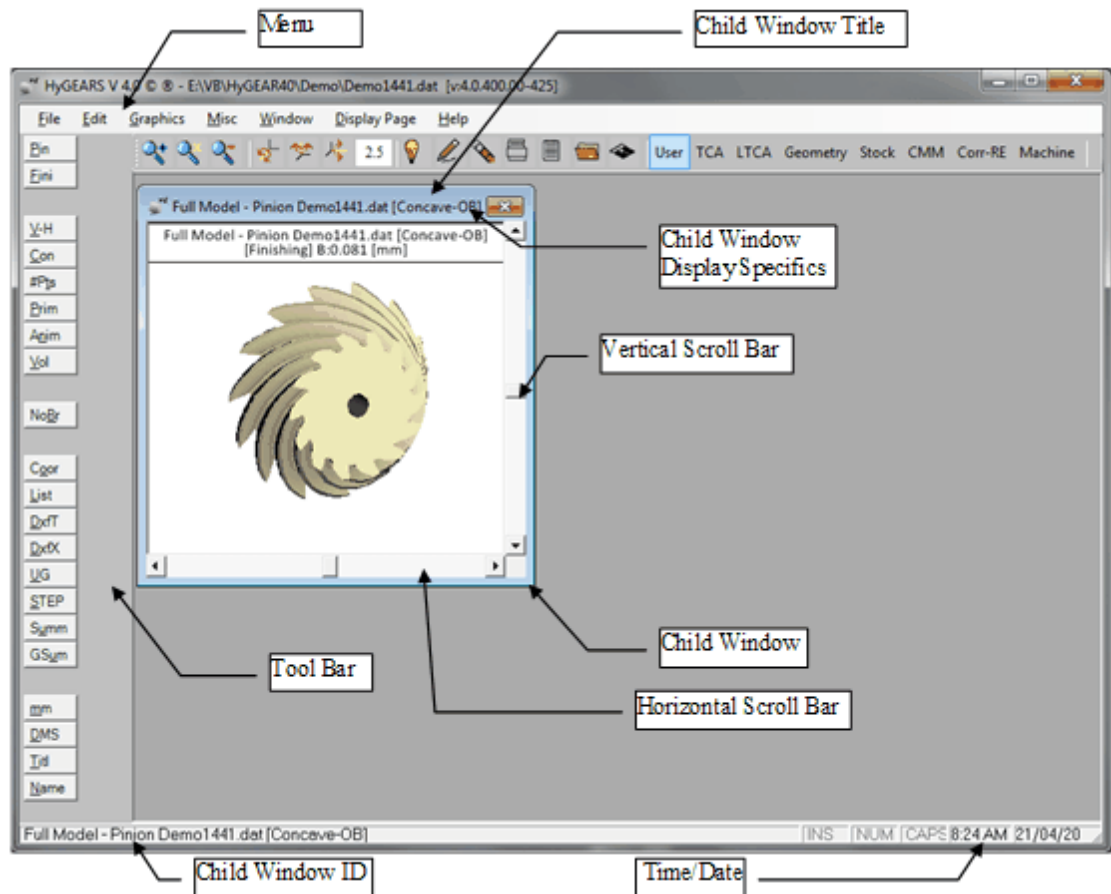 Menu
Child Window Title
HyGEARS V 4.0 © ® - E:\VB\HyGEAR40\Demo\Demo1441.dat [v:4.0.400.00-425]
File Edit Graphics Misc Window Display Page Help
2.5 User TCA LTCA Geometry Stock CMM Corr-RE Machine
Pin
Fini
V-H
Con
#Pts
Prim
Anim
Vol
NoBr
Coor
List
DxfT
DxfX
UG
STEP
Summ
GSum
mm
DMS
Tjd
Name
Full Model - Pinion Demo1441.dat [Concave-OB]
Full Model - Pinion Demo1441.dat [Concave-OB]
[Finishing] B:0.081 [mm]
Child Window
Display Specifics
Vertical Scroll Bar
Child Window
Tool Bar
Horizontal Scroll Bar
Full Model - Pinion Demo1441.dat [Concave-OB] INS NUM CAPS 8:24 AM 21/04/20
Child Window ID
Time/Date